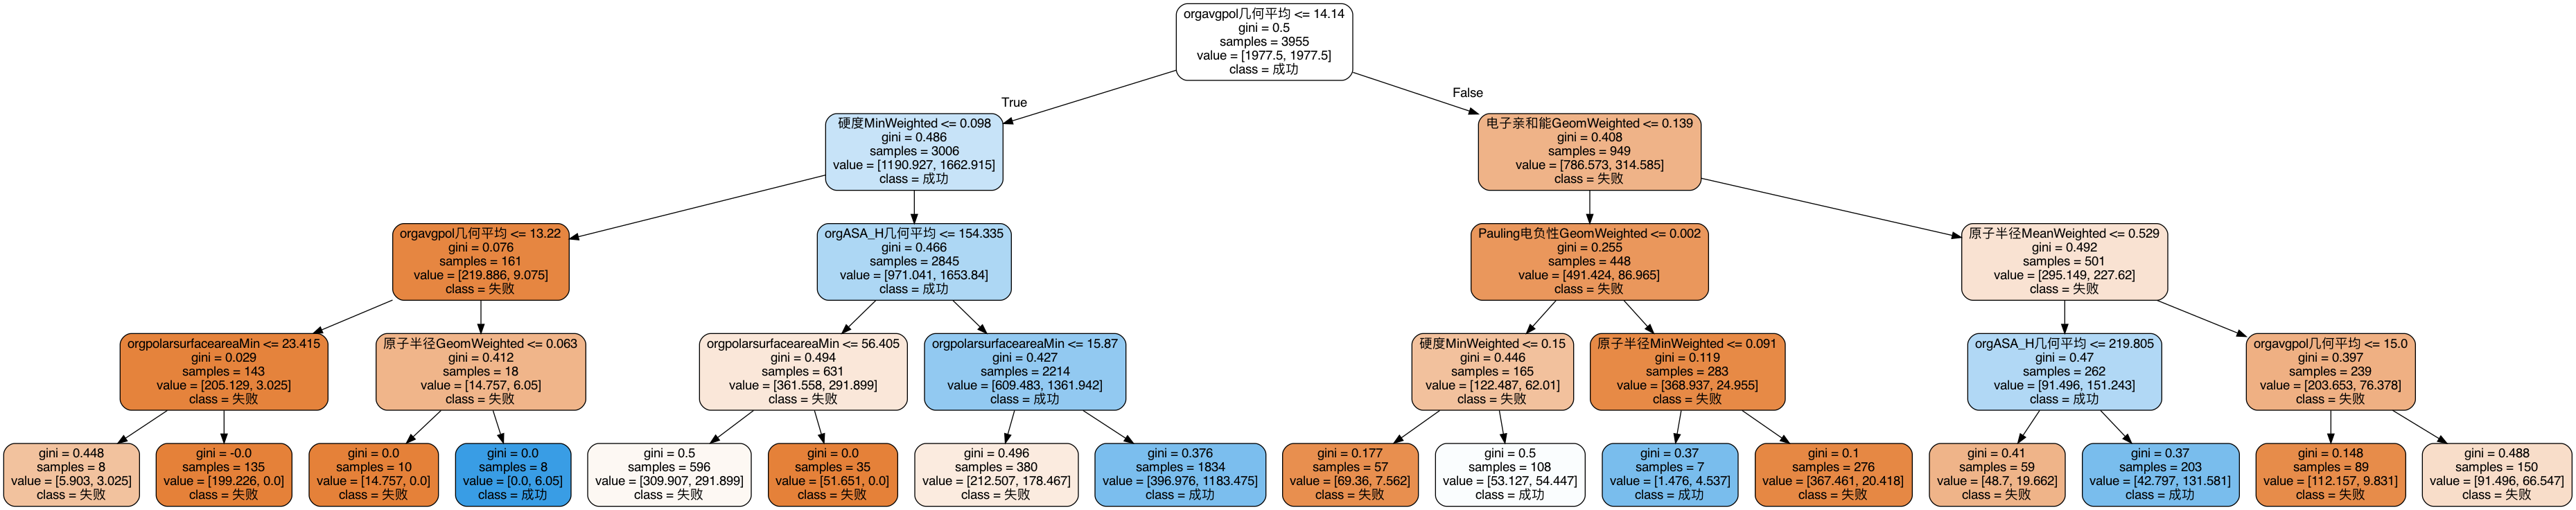 orgavgpol几何平均 <= 14.14
gini = 0.5
samples = 3955
value = [1977.5, 1977.5]
class = 成功
True
False
硬度MinWeighted <= 0.098
gini = 0.486
samples = 3006
value = [1190.927, 1662.915]
class = 成功
电子亲和能GeomWeighted <= 0.139
gini = 0.408
samples = 949
value = [786.573, 314.585]
class = 失败
orgavgpol几何平均 <= 13.22
gini = 0.076
samples = 161
value = [219.886, 9.075]
class = 失败
orgASA_H几何平均 <= 154.335
gini = 0.466
samples = 2845
value = [971.041, 1653.84]
class = 成功
Pauling电负性GeomWeighted <= 0.002
gini = 0.255
samples = 448
value = [491.424, 86.965]
class = 失败
原子半径MeanWeighted <= 0.529
gini = 0.492
samples = 501
value = [295.149, 227.62]
class = 失败
orgpolarsurfaceareaMin <= 23.415
gini = 0.029
samples = 143
value = [205.129, 3.025]
class = 失败
原子半径GeomWeighted <= 0.063
gini = 0.412
samples = 18
value = [14.757, 6.05]
class = 失败
orgpolarsurfaceareaMin <= 56.405
gini = 0.494
samples = 631
value = [361.558, 291.899]
class = 失败
orgpolarsurfaceareaMin <= 15.87
gini = 0.427
samples = 2214
value = [609.483, 1361.942]
class = 成功
硬度MinWeighted <= 0.15
gini = 0.446
samples = 165
value = [122.487, 62.01]
class = 失败
原子半径MinWeighted <= 0.091
gini = 0.119
samples = 283
value = [368.937, 24.955]
class = 失败
orgASA_H几何平均 <= 219.805
gini = 0.47
samples = 262
value = [91.496, 151.243]
class = 成功
orgavgpol几何平均 <= 15.0
gini = 0.397
samples = 239
value = [203.653, 76.378]
class = 失败
gini = 0.448
samples = 8
value = [5.903, 3.025]
class = 失败
gini = -0.0
samples = 135
value = [199.226, 0.0]
class = 失败
gini = 0.0
samples = 10
value = [14.757, 0.0]
class = 失败
gini = 0.0
samples = 8
value = [0.0, 6.05]
class = 成功
gini = 0.5
samples = 596
value = [309.907, 291.899]
class = 失败
gini = 0.0
samples = 35
value = [51.651, 0.0]
class = 失败
gini = 0.496
samples = 380
value = [212.507, 178.467]
class = 失败
gini = 0.376
samples = 1834
value = [396.976, 1183.475]
class = 成功
gini = 0.177
samples = 57
value = [69.36, 7.562]
class = 失败
gini = 0.5
samples = 108
value = [53.127, 54.447]
class = 成功
gini = 0.37
samples = 7
value = [1.476, 4.537]
class = 成功
gini = 0.1
samples = 276
value = [367.461, 20.418]
class = 失败
gini = 0.41
samples = 59
value = [48.7, 19.662]
class = 失败
gini = 0.37
samples = 203
value = [42.797, 131.581]
class = 成功
gini = 0.148
samples = 89
value = [112.157, 9.831]
class = 失败
gini = 0.488
samples = 150
value = [91.496, 66.547]
class = 失败